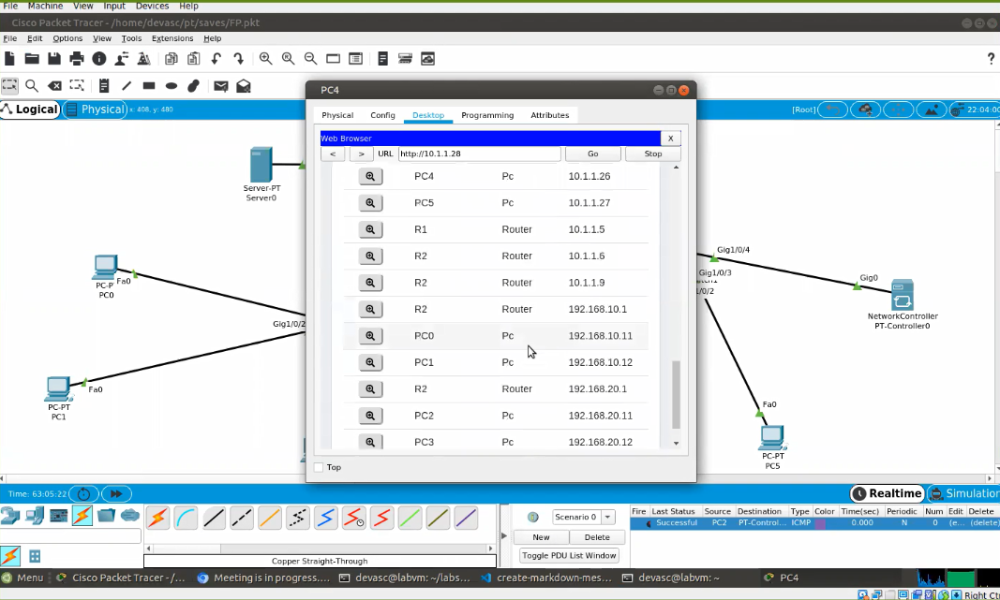 File Machine View Input Devices Help
Cisco Packet Tracer - /home/devasc/pt/saves/FP.pkt
File Edit Options View Tools Extensions Help
?
Logical Physical x: 408, y: 480 [Root] 22:04:00
PC4
Physical Config Desktop Programming Attributes
Web Browser X
< > URL http://10.1.1.28 Go Stop
PC4 Pc 10.1.1.26
PC5 Pc 10.1.1.27
R1 Router 10.1.1.5
R2 Router 10.1.1.6
R2 Router 10.1.1.9
R2 Router 192.168.10.1
PC0 Pc 192.168.10.11
PC1 Pc 192.168.10.12
R2 Router 192.168.20.1
PC2 Pc 192.168.20.11
PC3 Pc 192.168.20.12
Top
Server-PT
Server0
Fa0
PC0
Gig1/0/2
Fa0
PC-PT
PC1
Gig1/0/4
Gig1/0/3
Gig0
NetworkController
PT-Controller0
Fa0
PC-PT
PC5
Time: 63:05:22 Realtime Simulation
Scenario 0
New Delete
Toggle PDU List Window
Fire Last Status Source Destination Type Color Time(sec) Periodic Num Edit Delete
Successful PC2 PT-Control... ICMP 0.000 N 0 (e... (delete)
Copper Straight-Through
Menu Cisco Packet Tracer - /... Meeting is in progress.... devasc@labvm: ~/labs... create-markdown-mes... devasc@labvm: ~ PC4
Right Ctr